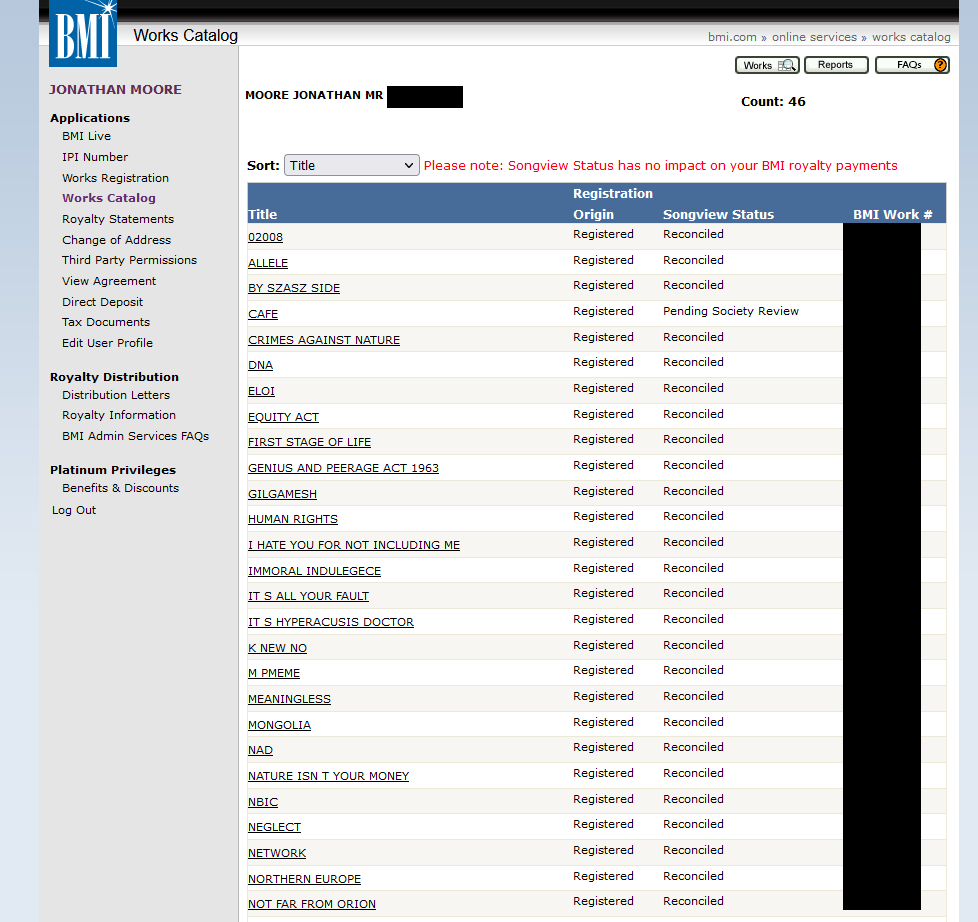 BMI
Works Catalog
bmi.com » online services » works catalog
Works
Reports
FAQs ?
JONATHAN MOORE
Applications
BMI Live
IPI Number
Works Registration
Works Catalog
Royalty Statements
Change of Address
Third Party Permissions
View Agreement
Direct Deposit
Tax Documents
Edit User Profile
Royalty Distribution
Distribution Letters
Royalty Information
BMI Admin Services FAQs
Platinum Privileges
Benefits & Discounts
Log Out
MOORE JONATHAN MR
Count: 46
Sort: Title Please note: Songview Status has no impact on your BMI royalty payments
Registration
Title Origin Songview Status BMI Work #
02008 Registered Reconciled
ALLELE Registered Reconciled
BY SZASZ SIDE Registered Reconciled
CAFE Registered Pending Society Review
CRIMES AGAINST NATURE Registered Reconciled
DNA Registered Reconciled
ELOI Registered Reconciled
EQUITY ACT Registered Reconciled
FIRST STAGE OF LIFE Registered Reconciled
GENIUS AND PEERAGE ACT 1963 Registered Reconciled
GILGAMESH Registered Reconciled
HUMAN RIGHTS Registered Reconciled
I HATE YOU FOR NOT INCLUDING ME Registered Reconciled
IMMORAL INDULEGECE Registered Reconciled
IT S ALL YOUR FAULT Registered Reconciled
IT S HYPERACUSIS DOCTOR Registered Reconciled
K NEW NO Registered Reconciled
M PMEME Registered Reconciled
MEANINGLESS Registered Reconciled
MONGOLIA Registered Reconciled
NAD Registered Reconciled
NATURE ISN T YOUR MONEY Registered Reconciled
NBIC Registered Reconciled
NEGLECT Registered Reconciled
NETWORK Registered Reconciled
NORTHERN EUROPE Registered Reconciled
NOT FAR FROM ORION Registered Reconciled